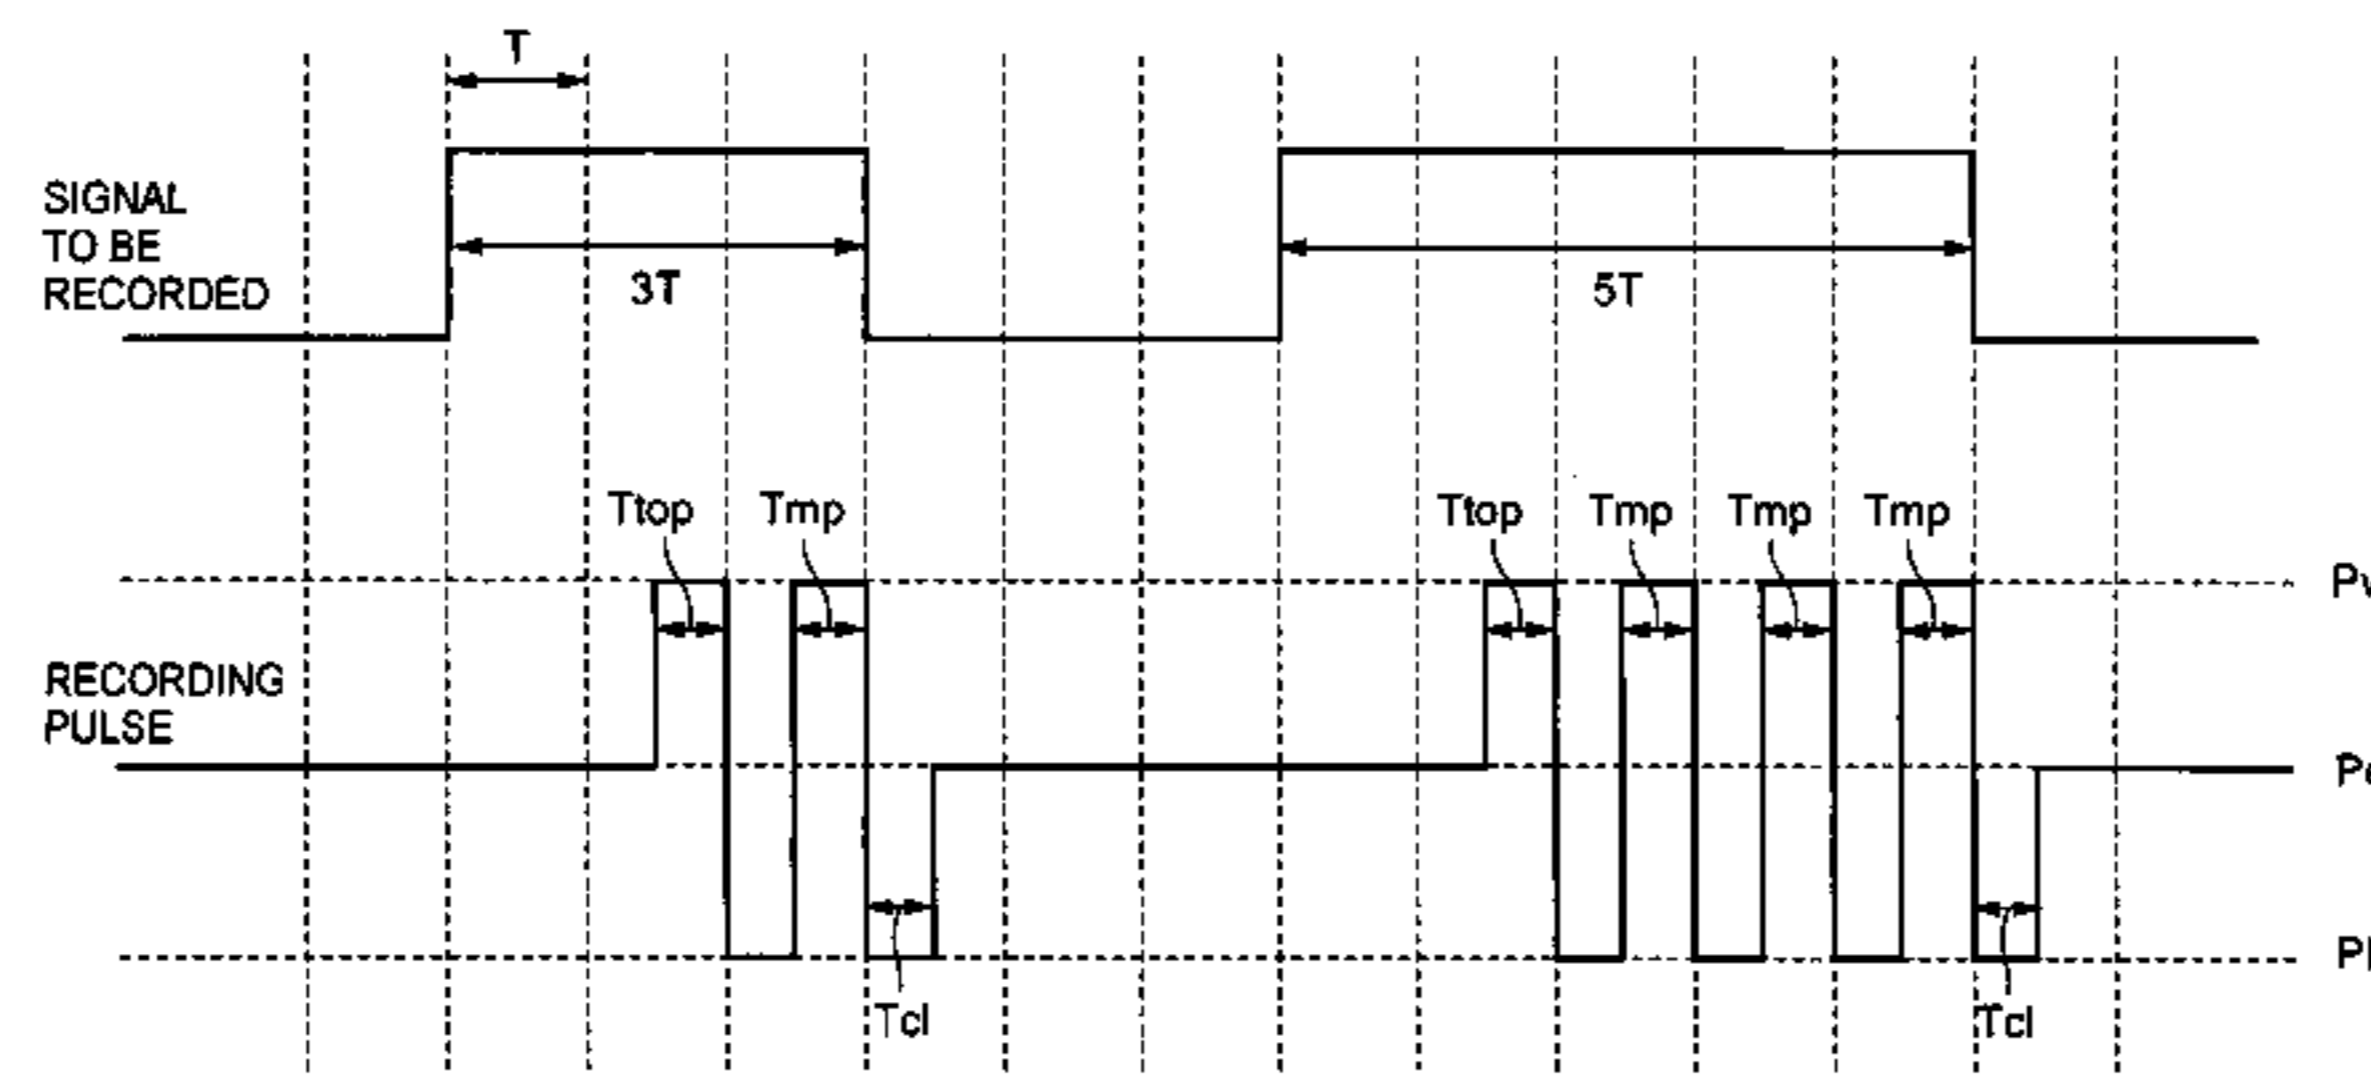 T
SIGNAL
TO BE
RECORDED
3T
5T
Ttop Tmp Ttop Tmp Tmp Tmp
RECORDING
PULSE
Tcl Tcl